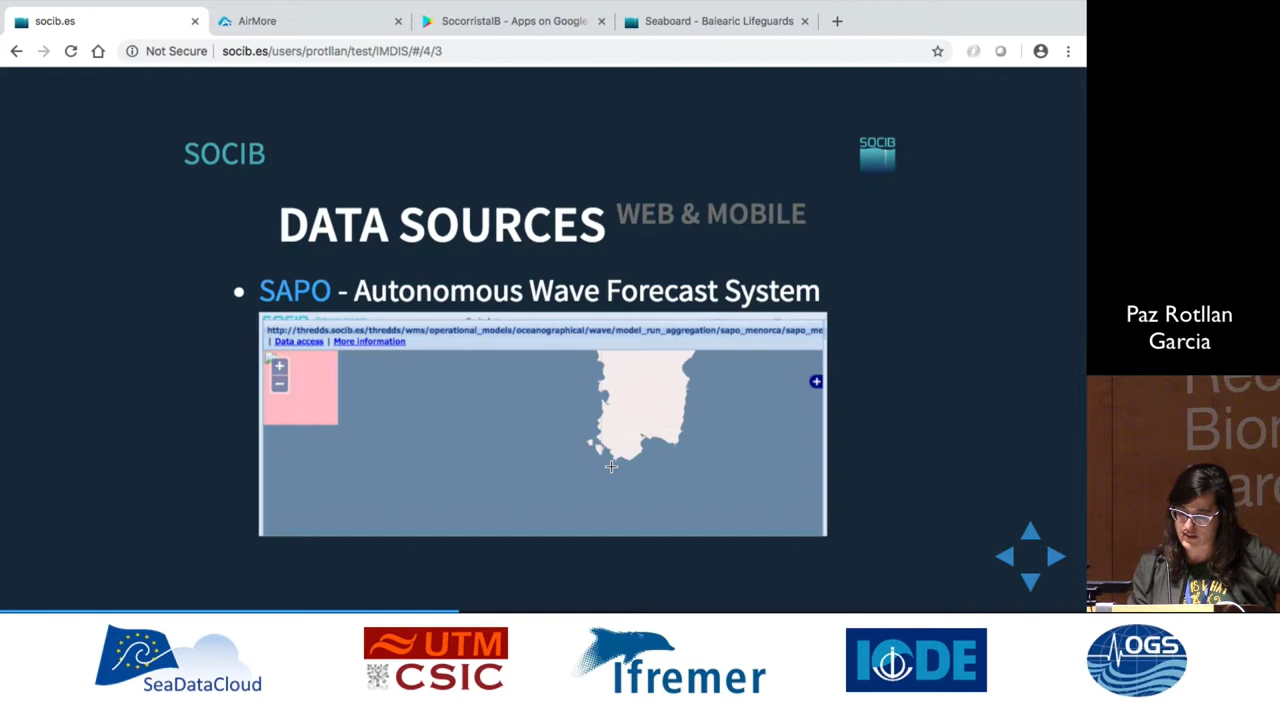 socib.es
AirMore
SocorristaIB - Apps on Google
Seaboard - Balearic Lifeguards
Not Secure
socib.es/users/protllan/test/IMDIS/#/4/3
SOCIB
SOCIB
DATA SOURCES WEB & MOBILE
SAPO - Autonomous Wave Forecast System
http://thredds.socib.es/thredds/wms/operational_models/oceanographical/wave/model_run_aggregation/sapo_menorca/sapo_me
| Data access | More information
Paz Rotllan
Garcia
SeaDataCloud
UTM
CSIC
Ifremer
IODE
OGS